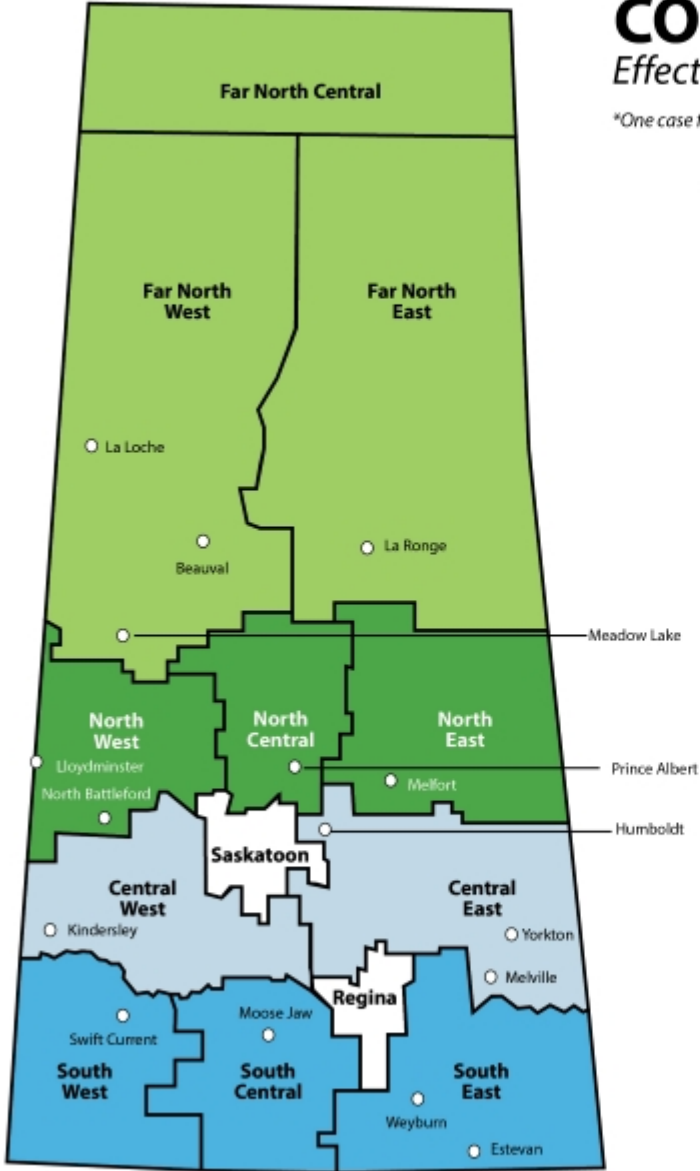 CO
Effect
*One case f
Far North Central
Far North
West
Far North
East
La Loche
Beauval
La Ronge
Meadow Lake
North
West
North
Central
North
East
Lloydminster
Prince Albert
Melfort
North Battleford
Humboldt
Saskatoon
Central
West
Central
East
Kindersley
Yorkton
Melville
Regina
Moose Jaw
Swift Current
South
West
South
Central
South
East
Weyburn
Estevan